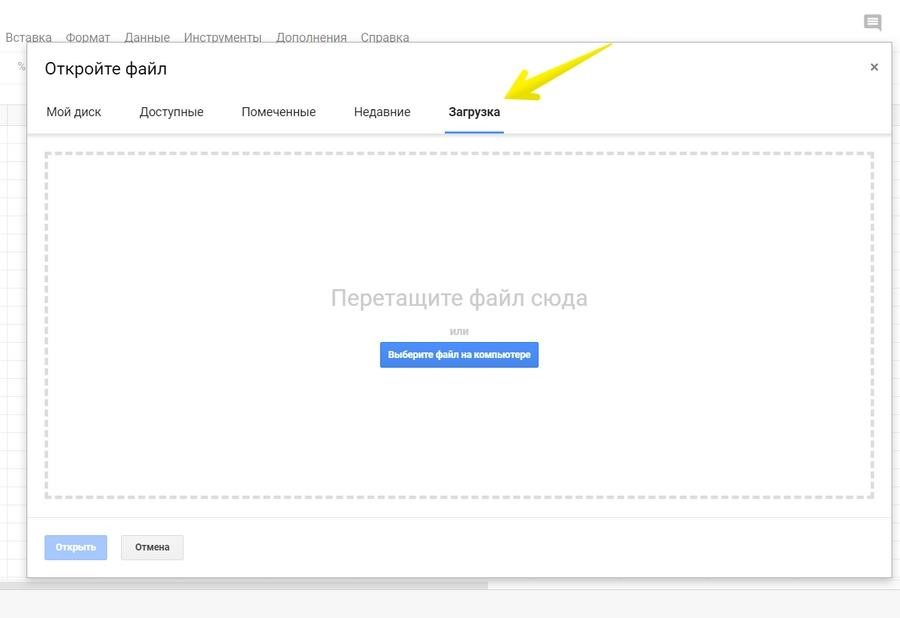 Вставка Формат Данные Инструменты Дополнения Справка
%
Откройте файл
×
Мой диск Доступные Помеченные Недавние Загрузка
Перетащите файл сюда
или
Выберите файл на компьютере
Открыть Отмена